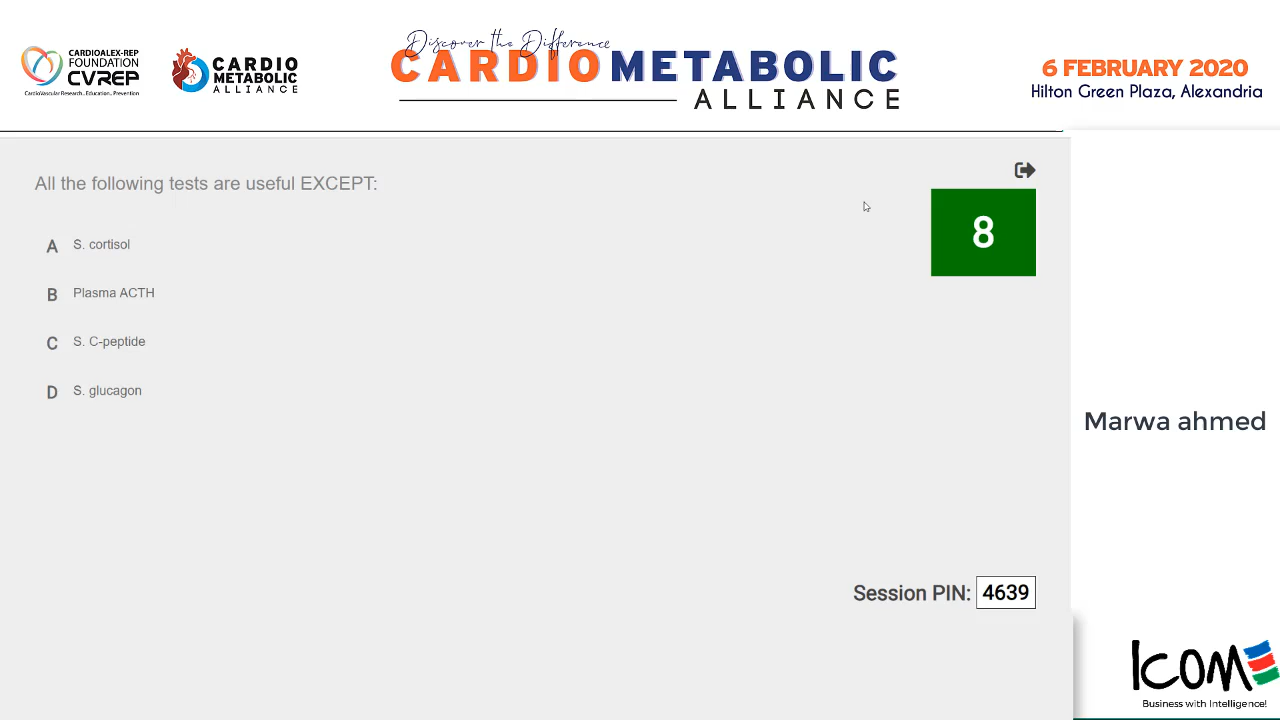 CARDIOALEX-REP
FOUNDATION
CVREP
CardioVascular Research.. Education.. Prevention
CARDIO
METABOLIC
ALLIANCE
Discover the Difference
CARDIOMETABOLIC
ALLIANCE
6 FEBRUARY 2020
Hilton Green Plaza, Alexandria
All the following tests are useful EXCEPT:
8
A S. cortisol
B Plasma ACTH
C S. C-peptide
D S. glucagon
Marwa ahmed
Session PIN: 4639
ICOM
Business with Intelligence!